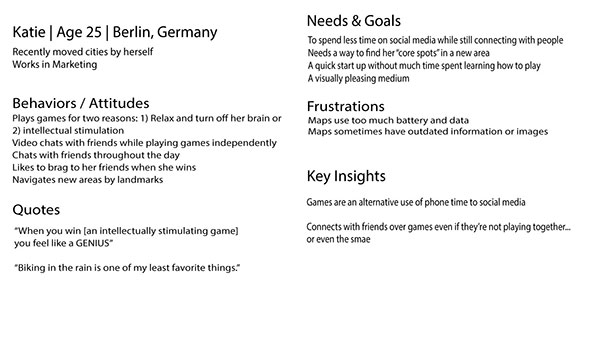 Katie | Age 25 | Berlin, Germany
Recently moved cities by herself
Works in Marketing
Behaviors / Attitudes
Plays games for two reasons: 1) Relax and turn off her brain or
2) intellectual stimulation
Video chats with friends while playing games independently
Chats with friends throughout the day
Likes to brag to her friends when she wins
Navigates new areas by landmarks
Quotes
“When you win [an intellectually stimulating game]
you feel like a GENIUS”
“Biking in the rain is one of my least favorite things.”
Needs & Goals
To spend less time on social media while still connecting with people
Needs a way to find her “core spots” in a new area
A quick start up without much time spent learning how to play
A visually pleasing medium
Frustrations
Maps use too much battery and data
Maps sometimes have outdated information or images
Key Insights
Games are an alternative use of phone time to social media
Connects with friends over games even if they’re not playing together...
or even the smae